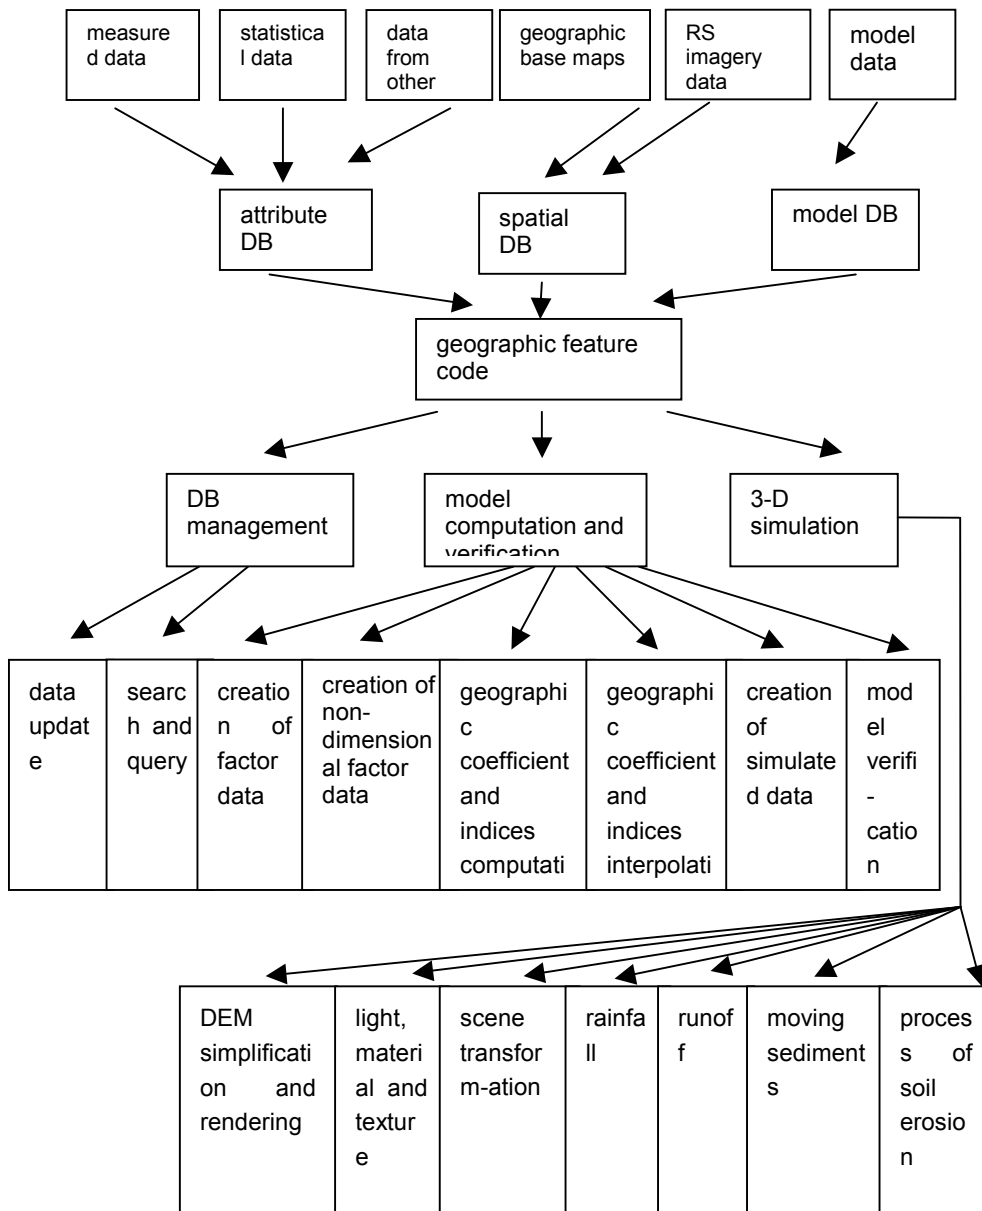 measure
d data
statistica
l data
data
from
other
geographic
base maps
RS
imagery
data
model
data
attribute
DB
spatial
DB
model DB
geographic feature
code
DB
management
model
computation and
verification
3-D
simulation
data
updat
e
searc
h and
query
creatio
n of
factor
data
creation of
non-
dimension
al factor
data
geographi
c
coefficient
and
indices
computati
geographi
c
coefficient
and
indices
interpolati
creation
of
simulate
d data
mod
el
verifi
-
catio
n
DEM
simplificati
on and
rendering
light,
materi
al and
textur
e
scene
transfor
m-ation
rainfa
ll
runof
f
moving
sediment
s
proces
s of
soil
erosio
n